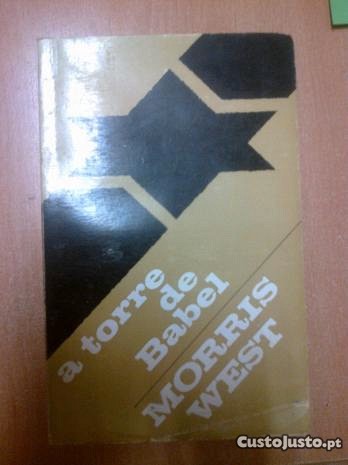 a torre
de
Babel
MORRIS
WEST
CustoJusto.pt